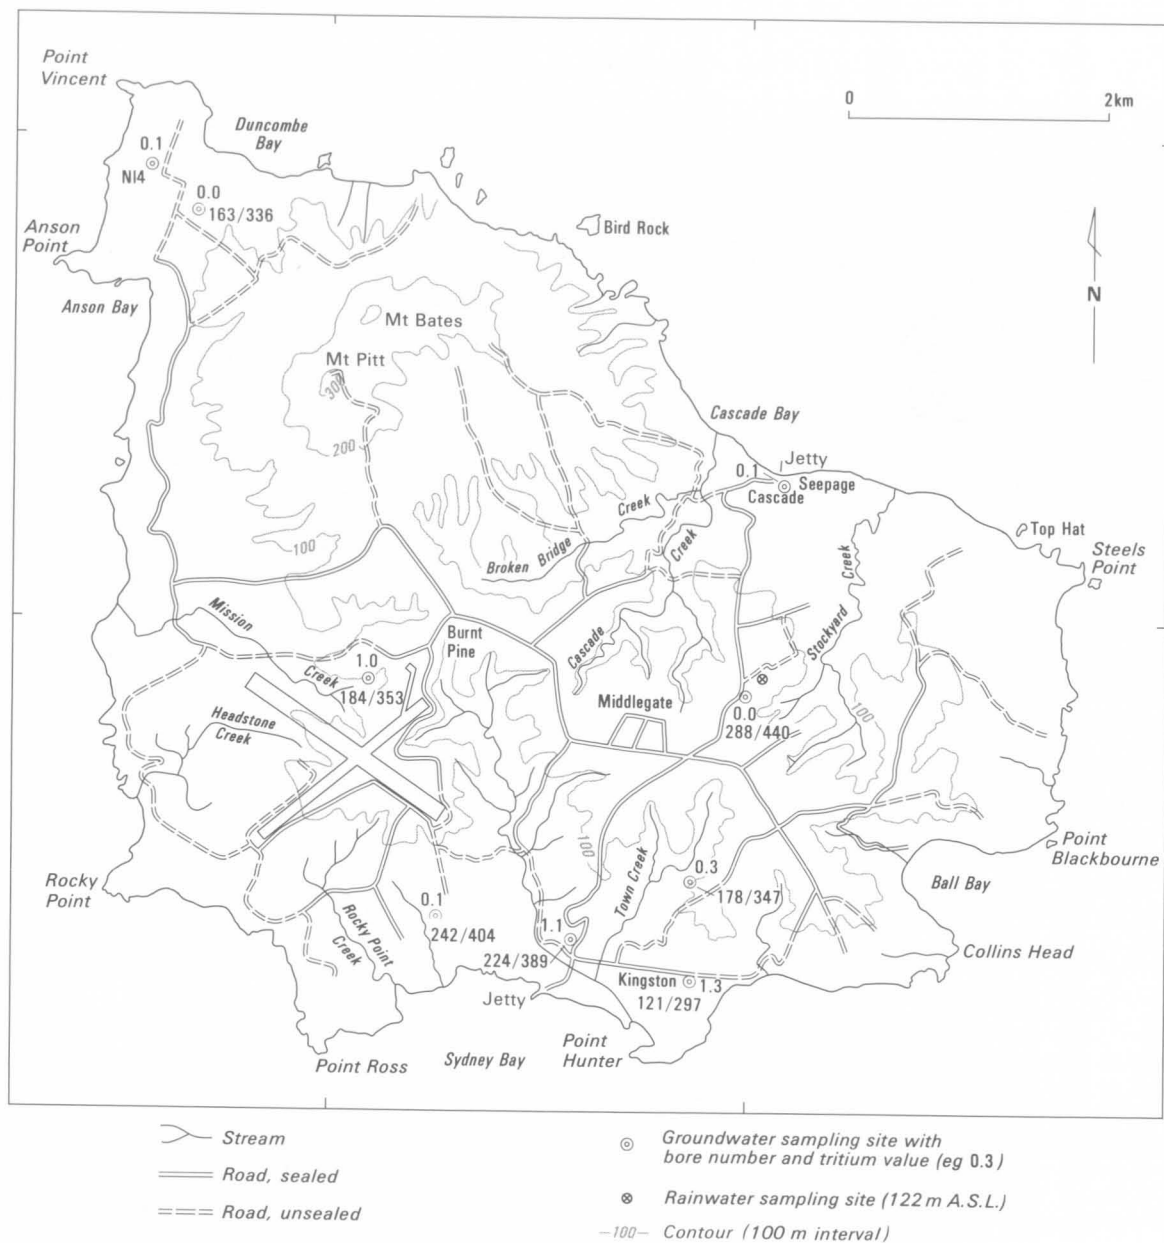 Point
Vincent
Duncombe
Bay
0
2km
0.1
NI4
0.0
163/336
Anson
Point
Bird Rock
Anson Bay
N
Mt Bates
Mt Pitt
300
200
Cascade Bay
Jetty
0.1
Seepage
Cascade
Creek
Top Hat
Steels
Point
100
Broken
Bridge
Creek
Creek
Mission
Burnt
Pine
Cascade
Stockyard
1.0
Creek
184/353
Middlegate
0.0
288/440
100
Headstone
Creek
100
Point
Blackbourne
Rocky
Point
Town Creek
0.3
178/347
Ball Bay
0.1
242/404
Rocky Point
Creek
1.1
224/389
Collins Head
Kingston
1.3
121/297
Jetty
Point
Hunter
Point Ross
Sydney Bay
Stream
Road, sealed
Road, unsealed
Groundwater sampling site with
bore number and tritium value (eg 0.3)
Rainwater sampling site (122 m A.S.L.)
–100– Contour (100 m interval)